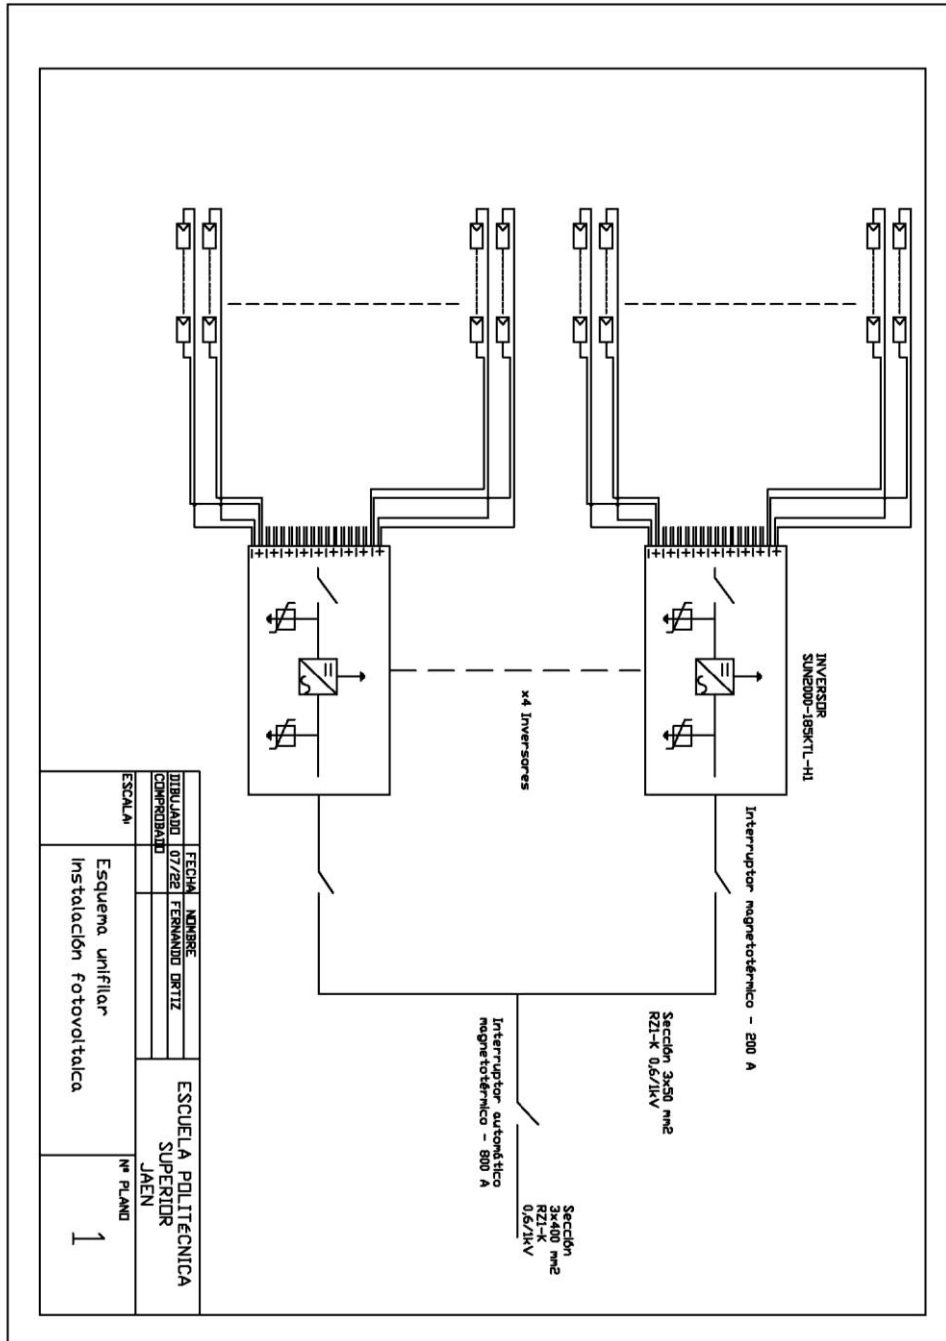 INVERSOR
SUN2000-185KTL-H1
x4 Inversores
Interruptor magnetotérmico - 200 A
Sección 3x50 mm2
RZ1-K 0,6/1kV
Interruptor automático
magnetotérmico - 800 A
Sección
3x400 mm2
RZ1-K
0,6/1kV
FECHA NOMBRE
DIBUJADO 07/22 FERNANDO ORTIZ
COMPROBADO
ESCUELA POLITÉCNICA
SUPERIOR
JAEN
ESCALA:
Esquema unifilar
instalación fotovoltaica
Nº PLANO
1